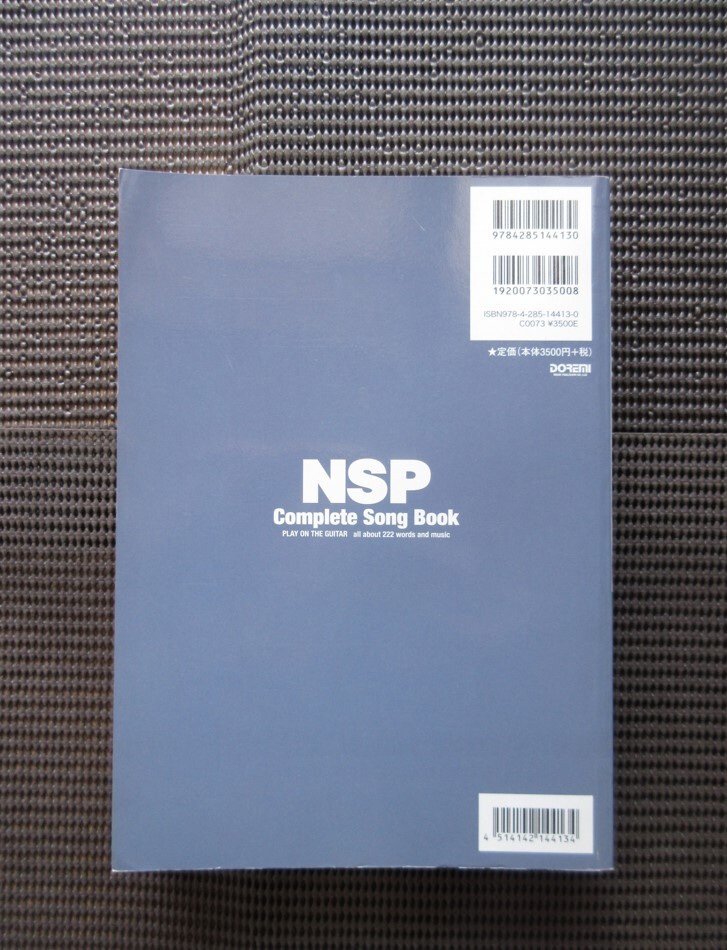 9784285144130
1920073035008
ISBN978-4-285-14413-0
C0073 ¥3500E
★定価(本体3500円+税)
DOREMI
NSP
Complete Song Book
PLAY ON THE GUITAR all about 222 words and music
4 514142 144134